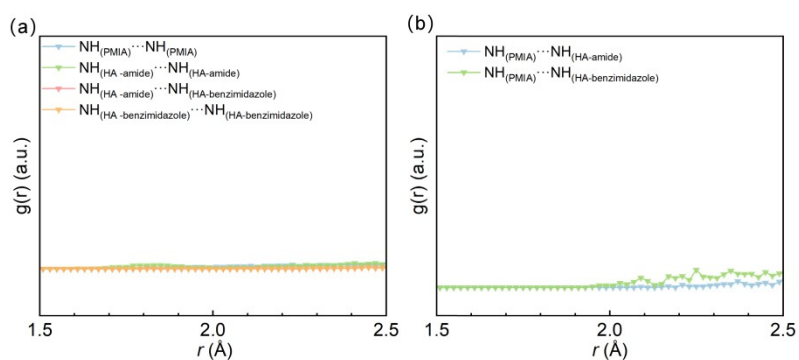 (a)
NH(PMIA)···NH(PMIA)
NH(HA -amide)···NH(HA-amide)
NH(HA -amide)···NH(HA-benzimidazole)
NH(HA -benzimidazole)···NH(HA-benzimidazole)
g(r) (a.u.)
1.5 2.0 2.5
r (Å)
(b)
NH(PMIA)···NH(HA-amide)
NH(PMIA)···NH(HA-benzimidazole)
g(r) (a.u.)
1.5 2.0 2.5
r (Å)